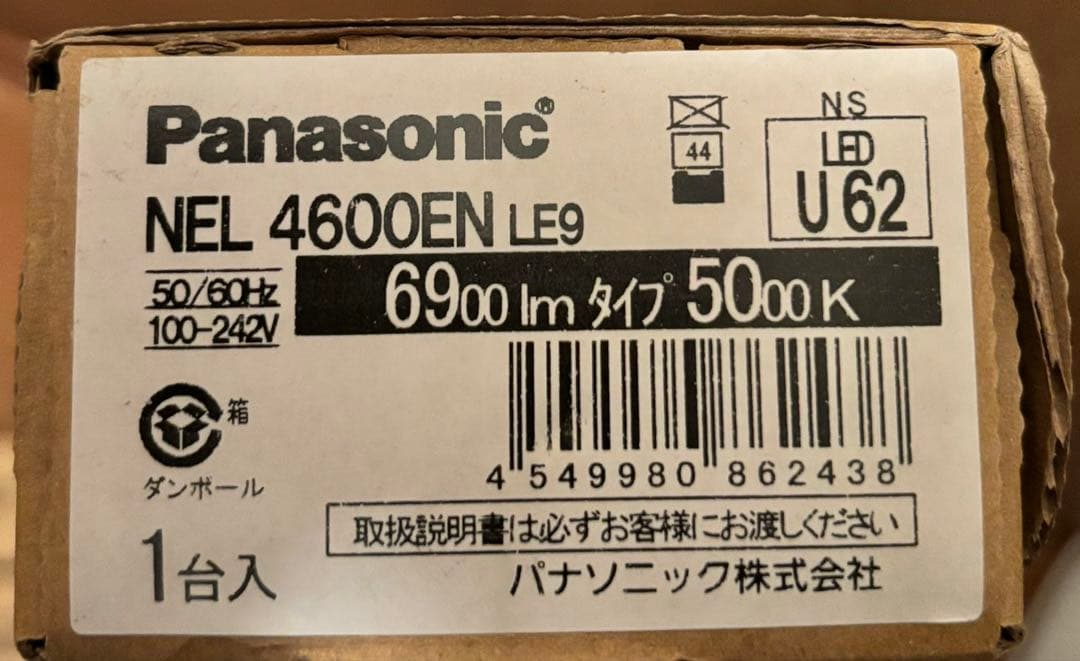 Panasonic®
NEL 4600EN LE9
44
NS
LED
U 62
50/60Hz
100-242V
6900 lm タイプ 5000 K
箱
ダンボール
4 549980 862438
取扱説明書は必ずお客様にお渡しください
1台入
パナソニック株式会社